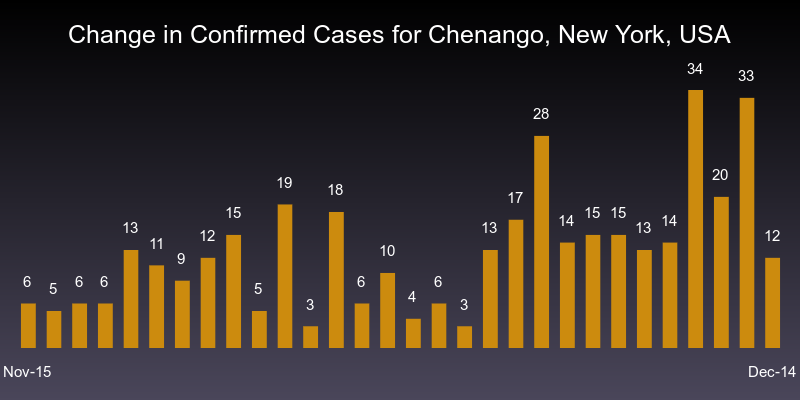 Change in Confirmed Cases for Chenango, New York, USA
6 5 6 6 13 11 9 12 15 5 19 3 18 6 10 4 6 3 13 17 28 14 15 15 13 14 34 20 33 12
Nov-15 Dec-14